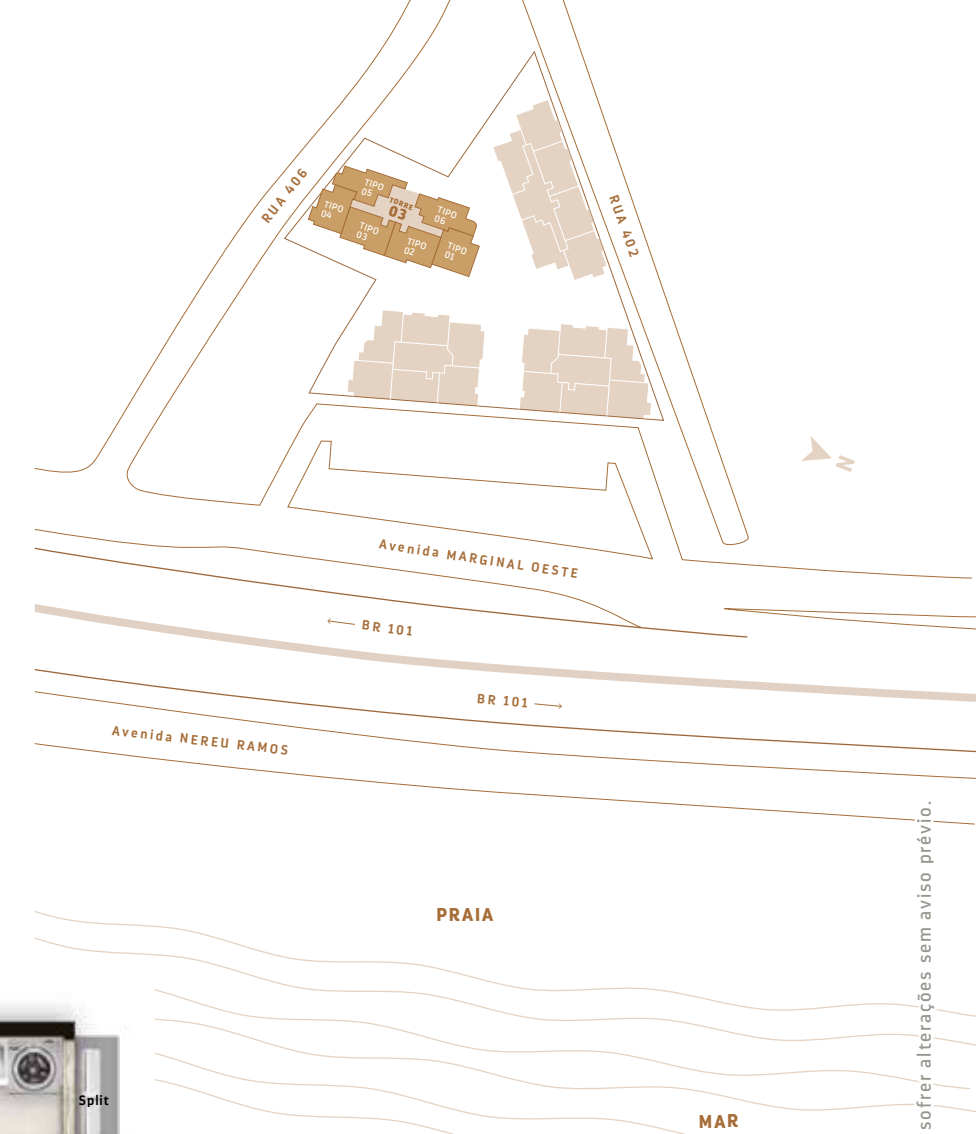 RUA 406
RUA 402
TIPO
05
TORRE
03
TIPO
06
TIPO
04
TIPO
03
TIPO
02
TIPO
01
N
Avenida MARGINAL OESTE
BR 101
BR 101
Avenida NEREU RAMOS
PRAIA
sofrer alterações sem aviso prévio.
Split
MAR